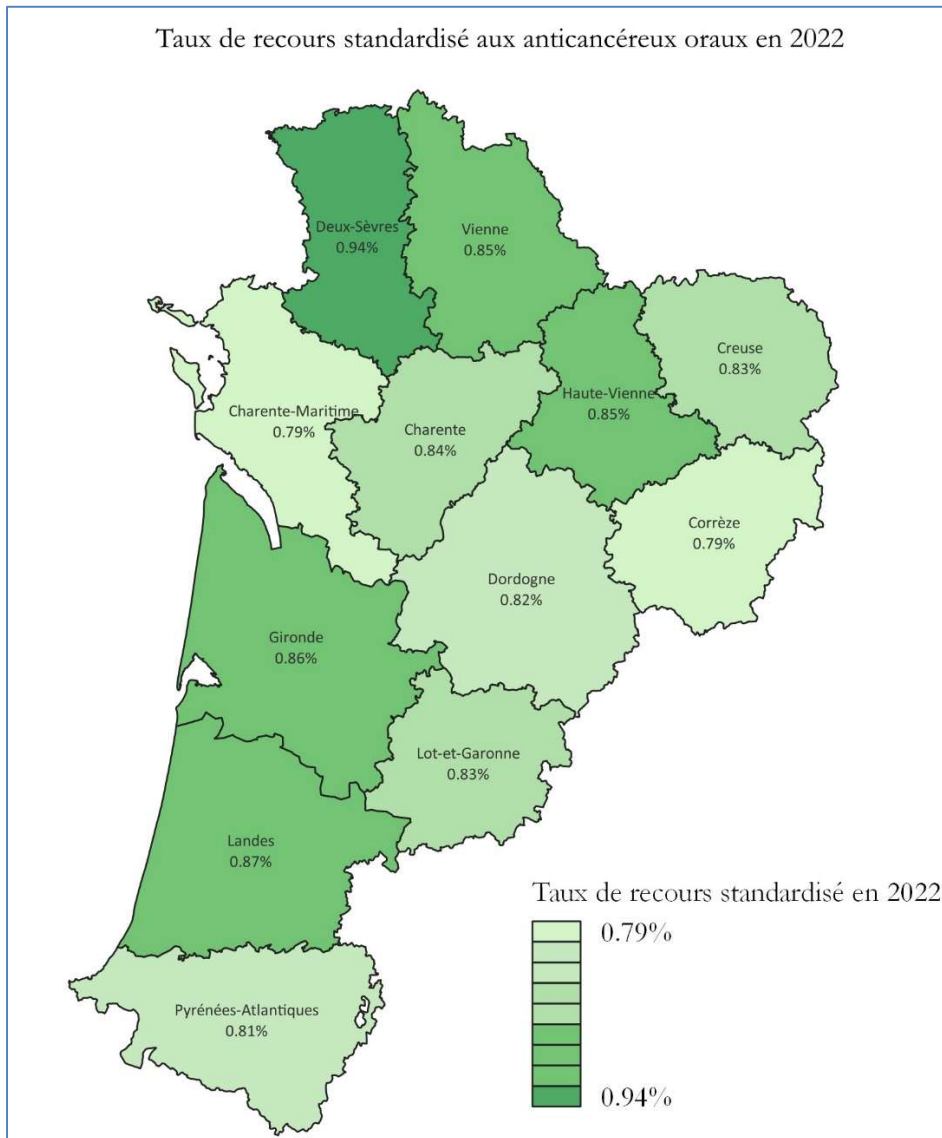 Taux de recours standardisé aux anticancéreux oraux en 2022
Deux-Sèvres
0.94%
Vienne
0.85%
Creuse
0.83%
Haute-Vienne
0.85%
Charente-Maritime
0.79%
Charente
0.84%
Corrèze
0.79%
Dordogne
0.82%
Gironde
0.86%
Lot-et-Garonne
0.83%
Landes
0.87%
Pyrénées-Atlantiques
0.81%
Taux de recours standardisé en 2022
0.79%
0.94%